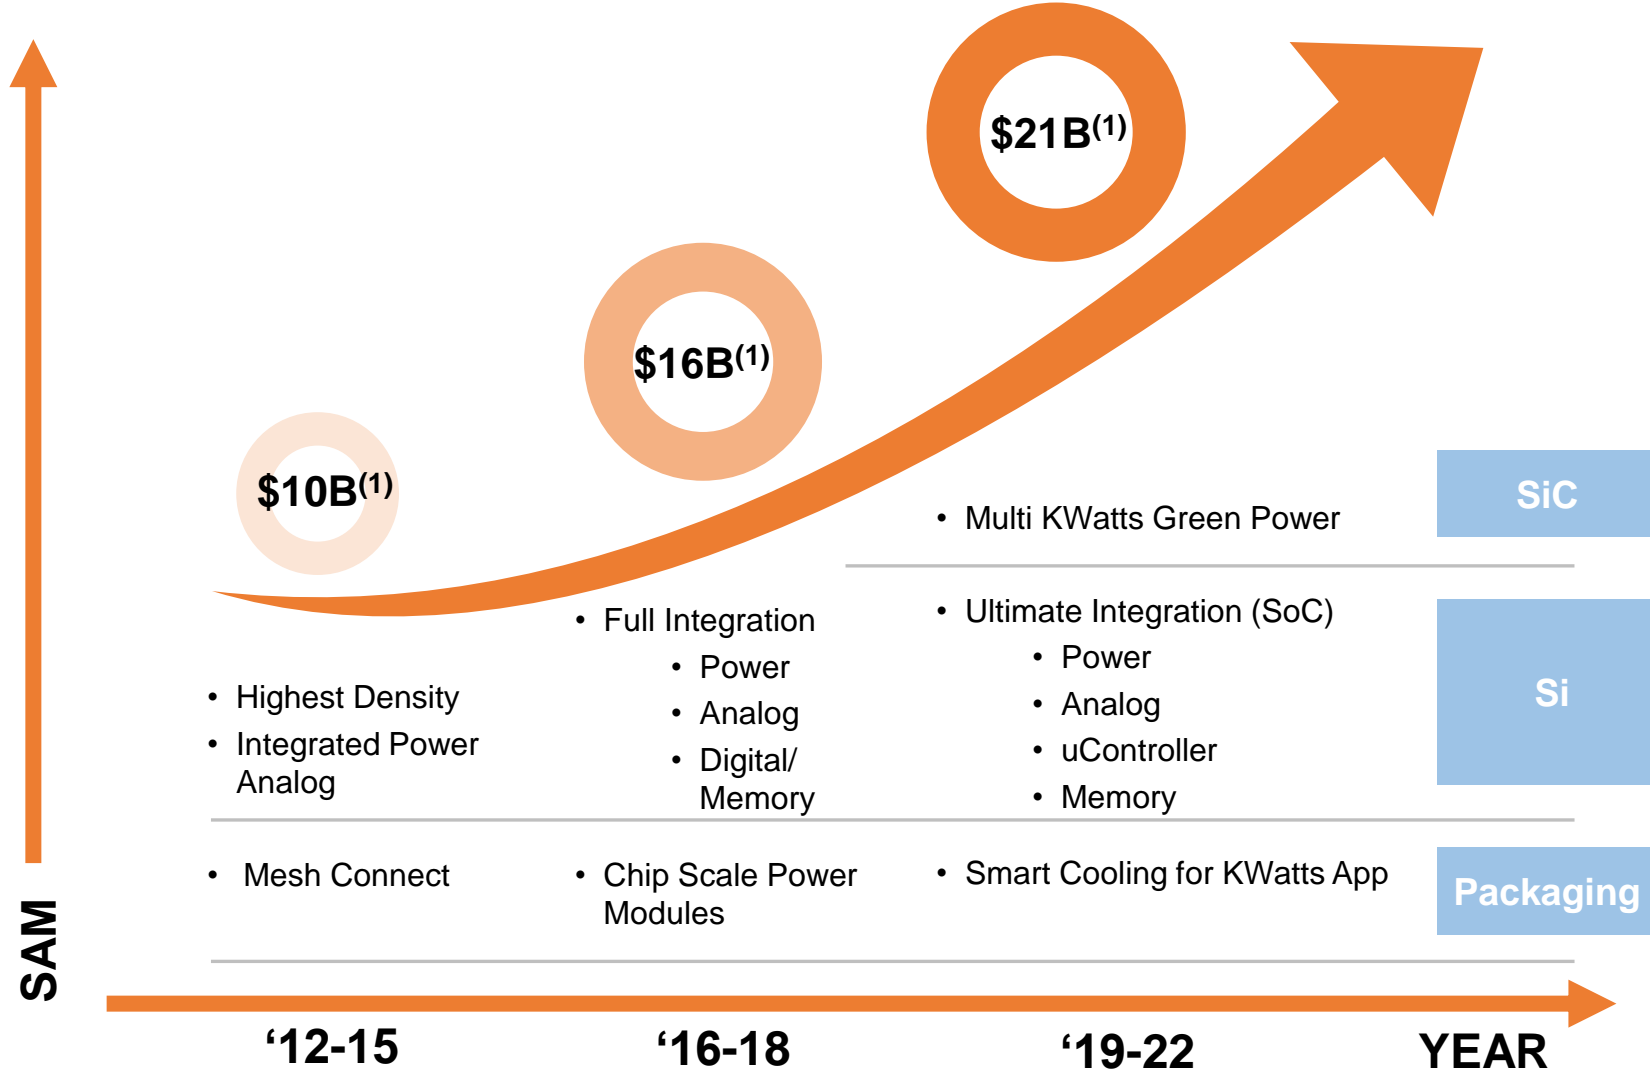 $21B(1)
$16B(1)
$10B(1)
SiC
• Multi KWatts Green Power
• Full Integration
• Power
• Analog
• Digital/
Memory
• Ultimate Integration (SoC)
• Power
• Analog
• uController
• Memory
Si
• Highest Density
• Integrated Power
Analog
• Mesh Connect
• Chip Scale Power
Modules
• Smart Cooling for KWatts App
Packaging
SAM
‘12-15
‘16-18
‘19-22
YEAR